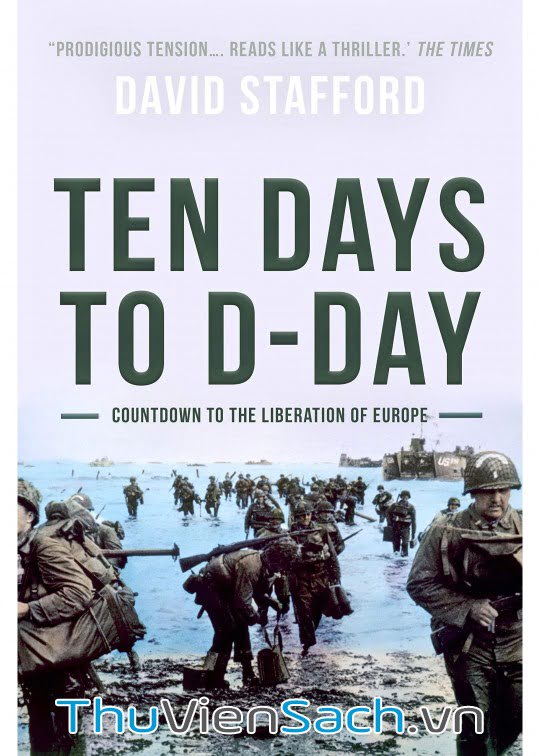 “PRODIGIOUS TENSION.... READS LIKE A THRILLER.’ THE TIMES
DAVID STAFFORD
TEN DAYS
TO D-DAY
COUNTDOWN TO THE LIBERATION OF EUROPE
US
ThuVienSach.vn